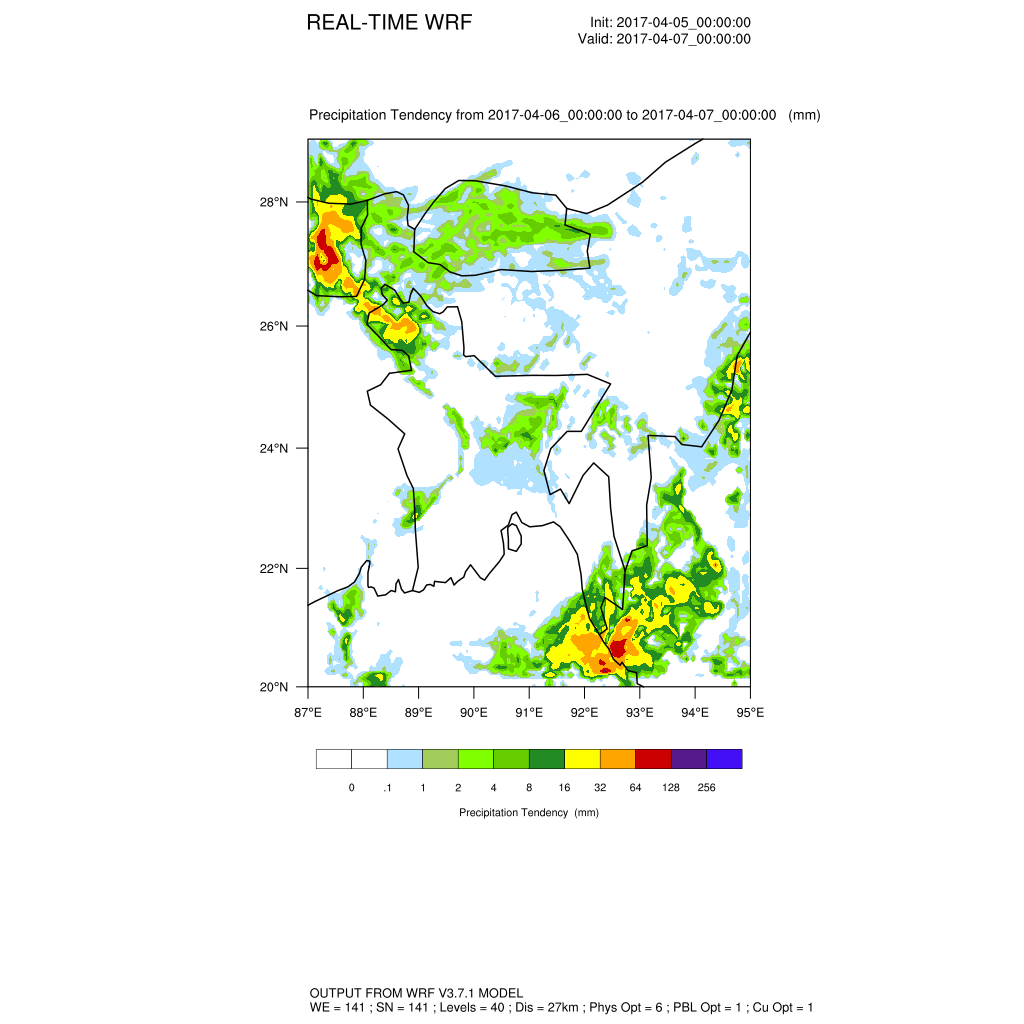 REAL-TIME WRF
Init: 2017-04-05_00:00:00
Valid: 2017-04-07_00:00:00
Precipitation Tendency from 2017-04-06_00:00:00 to 2017-04-07_00:00:00 (mm)
28°N
26°N
24°N
22°N
20°N
87°E 88°E 89°E 90°E 91°E 92°E 93°E 94°E 95°E
0 .1 1 2 4 8 16 32 64 128 256
Precipitation Tendency (mm)
OUTPUT FROM WRF V3.7.1 MODEL
WE = 141 ; SN = 141 ; Levels = 40 ; Dis = 27km ; Phys Opt = 6 ; PBL Opt = 1 ; Cu Opt = 1